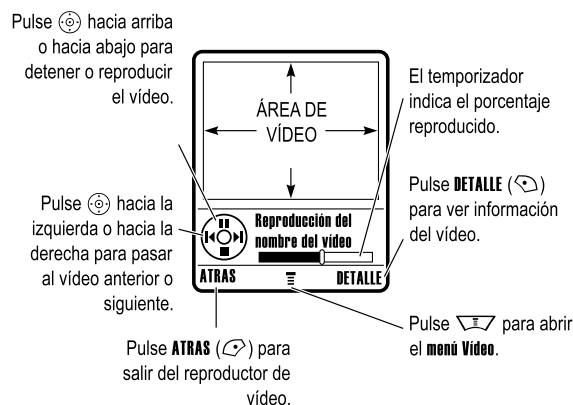 Pulse hacia arriba
o hacia abajo para
detener o reproducir
el vídeo.
ÁREA DE
VÍDEO
El temporizador
indica el porcentaje
reproducido.
Pulse hacia la
izquierda o hacia la
derecha para pasar
al vídeo anterior o
siguiente.
Reproducción del
nombre del vídeo
Pulse DETALLE ( )
para ver información
del vídeo.
ATRAS
DETALLE
Pulse ATRAS ( ) para
salir del reproductor de
vídeo.
Pulse para abrir
el menú Vídeo.